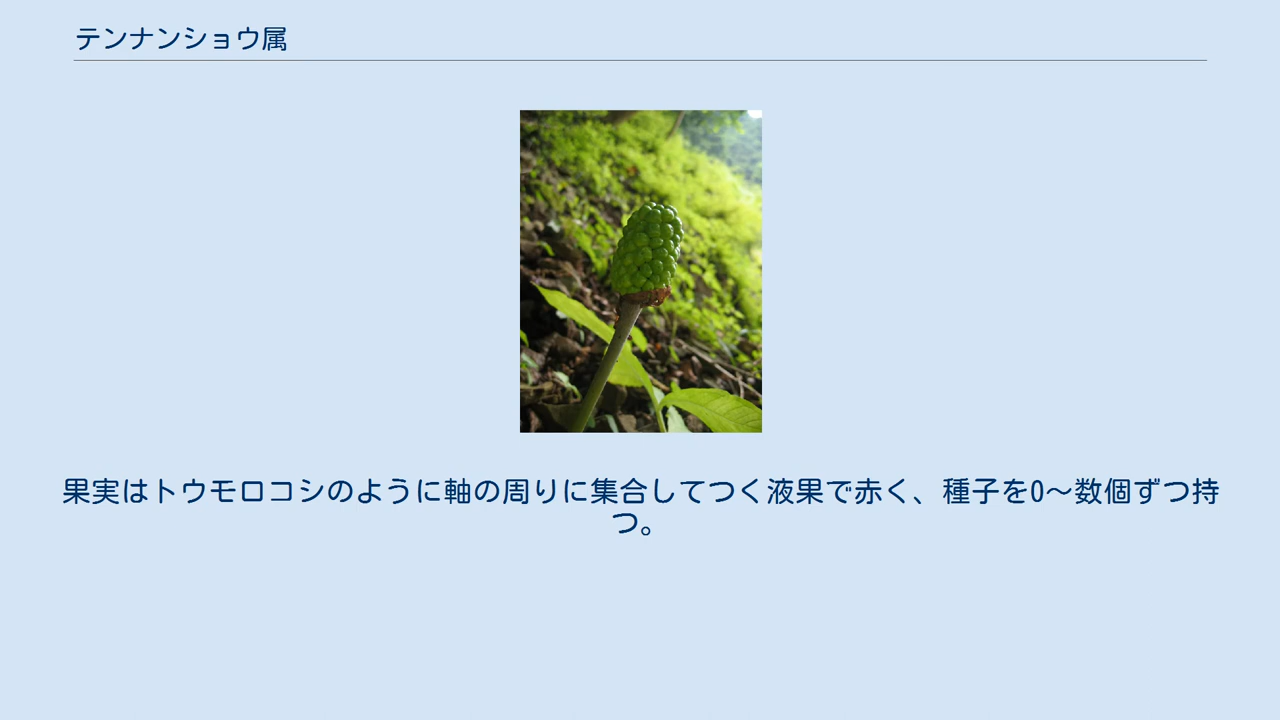 テンナンショウ属
果実はトウモロコシのように軸の周りに集合してつく液果で赤く、種子を0〜数個ずつ持
つ。